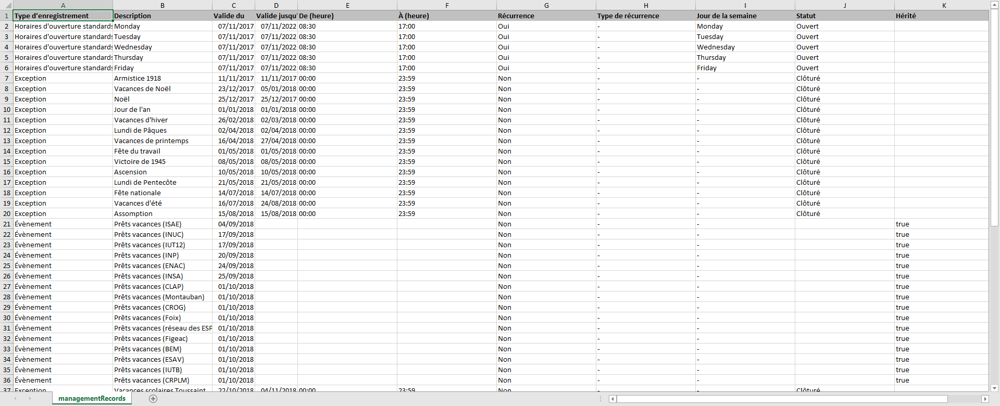 A B C D E F G H I J K
1 Type d'enregistrement Description Valide du Valide jusqu' De (heure) À (heure) Récurrence Type de récurrence Jour de la semaine Statut Hérité
2 Horaires d'ouverture standards Monday 07/11/2017 07/11/2022 08:30 17:00 Oui - Monday Ouvert
3 Horaires d'ouverture standards Tuesday 07/11/2017 07/11/2022 08:30 17:00 Oui - Tuesday Ouvert
4 Horaires d'ouverture standards Wednesday 07/11/2017 07/11/2022 08:30 17:00 Oui - Wednesday Ouvert
5 Horaires d'ouverture standards Thursday 07/11/2017 07/11/2022 08:30 17:00 Oui - Thursday Ouvert
6 Horaires d'ouverture standards Friday 07/11/2017 07/11/2022 08:30 17:00 Oui - Friday Ouvert
7 Exception Armistice 1918 11/11/2017 11/11/2017 00:00 23:59 Non - - Clôturé
8 Exception Vacances de Noël 23/12/2017 05/01/2018 00:00 23:59 Non - - Clôturé
9 Exception Noël 25/12/2017 25/12/2017 00:00 23:59 Non - - Clôturé
10 Exception Jour de l'an 01/01/2018 01/01/2018 00:00 23:59 Non - - Clôturé
11 Exception Vacances d'hiver 26/02/2018 02/03/2018 00:00 23:59 Non - - Clôturé
12 Exception Lundi de Pâques 02/04/2018 02/04/2018 00:00 23:59 Non - - Clôturé
13 Exception Vacances de printemps 16/04/2018 27/04/2018 00:00 23:59 Non - - Clôturé
14 Exception Fête du travail 01/05/2018 01/05/2018 00:00 23:59 Non - - Clôturé
15 Exception Victoire de 1945 08/05/2018 08/05/2018 00:00 23:59 Non - - Clôturé
16 Exception Ascension 10/05/2018 10/05/2018 00:00 23:59 Non - - Clôturé
17 Exception Lundi de Pentecôte 21/05/2018 21/05/2018 00:00 23:59 Non - - Clôturé
18 Exception Fête nationale 14/07/2018 14/07/2018 00:00 23:59 Non - - Clôturé
19 Exception Vacances d'été 16/07/2018 24/08/2018 00:00 23:59 Non - - Clôturé
20 Exception Assomption 15/08/2018 15/08/2018 00:00 23:59 Non - - Clôturé
21 Évènement Prêts vacances (ISAE) 04/09/2018 Non - - true
22 Évènement Prêts vacances (INUC) 17/09/2018 Non - - true
23 Évènement Prêts vacances (IUT12) 17/09/2018 Non - - true
24 Évènement Prêts vacances (INP) 20/09/2018 Non - - true
25 Évènement Prêts vacances (ENAC) 24/09/2018 Non - - true
26 Évènement Prêts vacances (INSA) 25/09/2018 Non - - true
27 Évènement Prêts vacances (CLAP) 01/10/2018 Non - - true
28 Évènement Prêts vacances (Montauban) 01/10/2018 Non - - true
29 Évènement Prêts vacances (CROG) 01/10/2018 Non - - true
30 Évènement Prêts vacances (Foix) 01/10/2018 Non - - true
31 Évènement Prêts vacances (réseau des ESP 01/10/2018 Non - - true
32 Évènement Prêts vacances (Figeac) 01/10/2018 Non - - true
33 Évènement Prêts vacances (BEM) 01/10/2018 Non - - true
34 Évènement Prêts vacances (ESAV) 01/10/2018 Non - - true
35 Évènement Prêts vacances (IUTB) 01/10/2018 Non - - true
36 Évènement Prêts vacances (CRPLM) 01/10/2018 Non - - true
37 Exception Vacances scolaires Toussaint 22/10/2018 04/11/2018 00:00 23:59 Non - - Clôturé
managementRecords